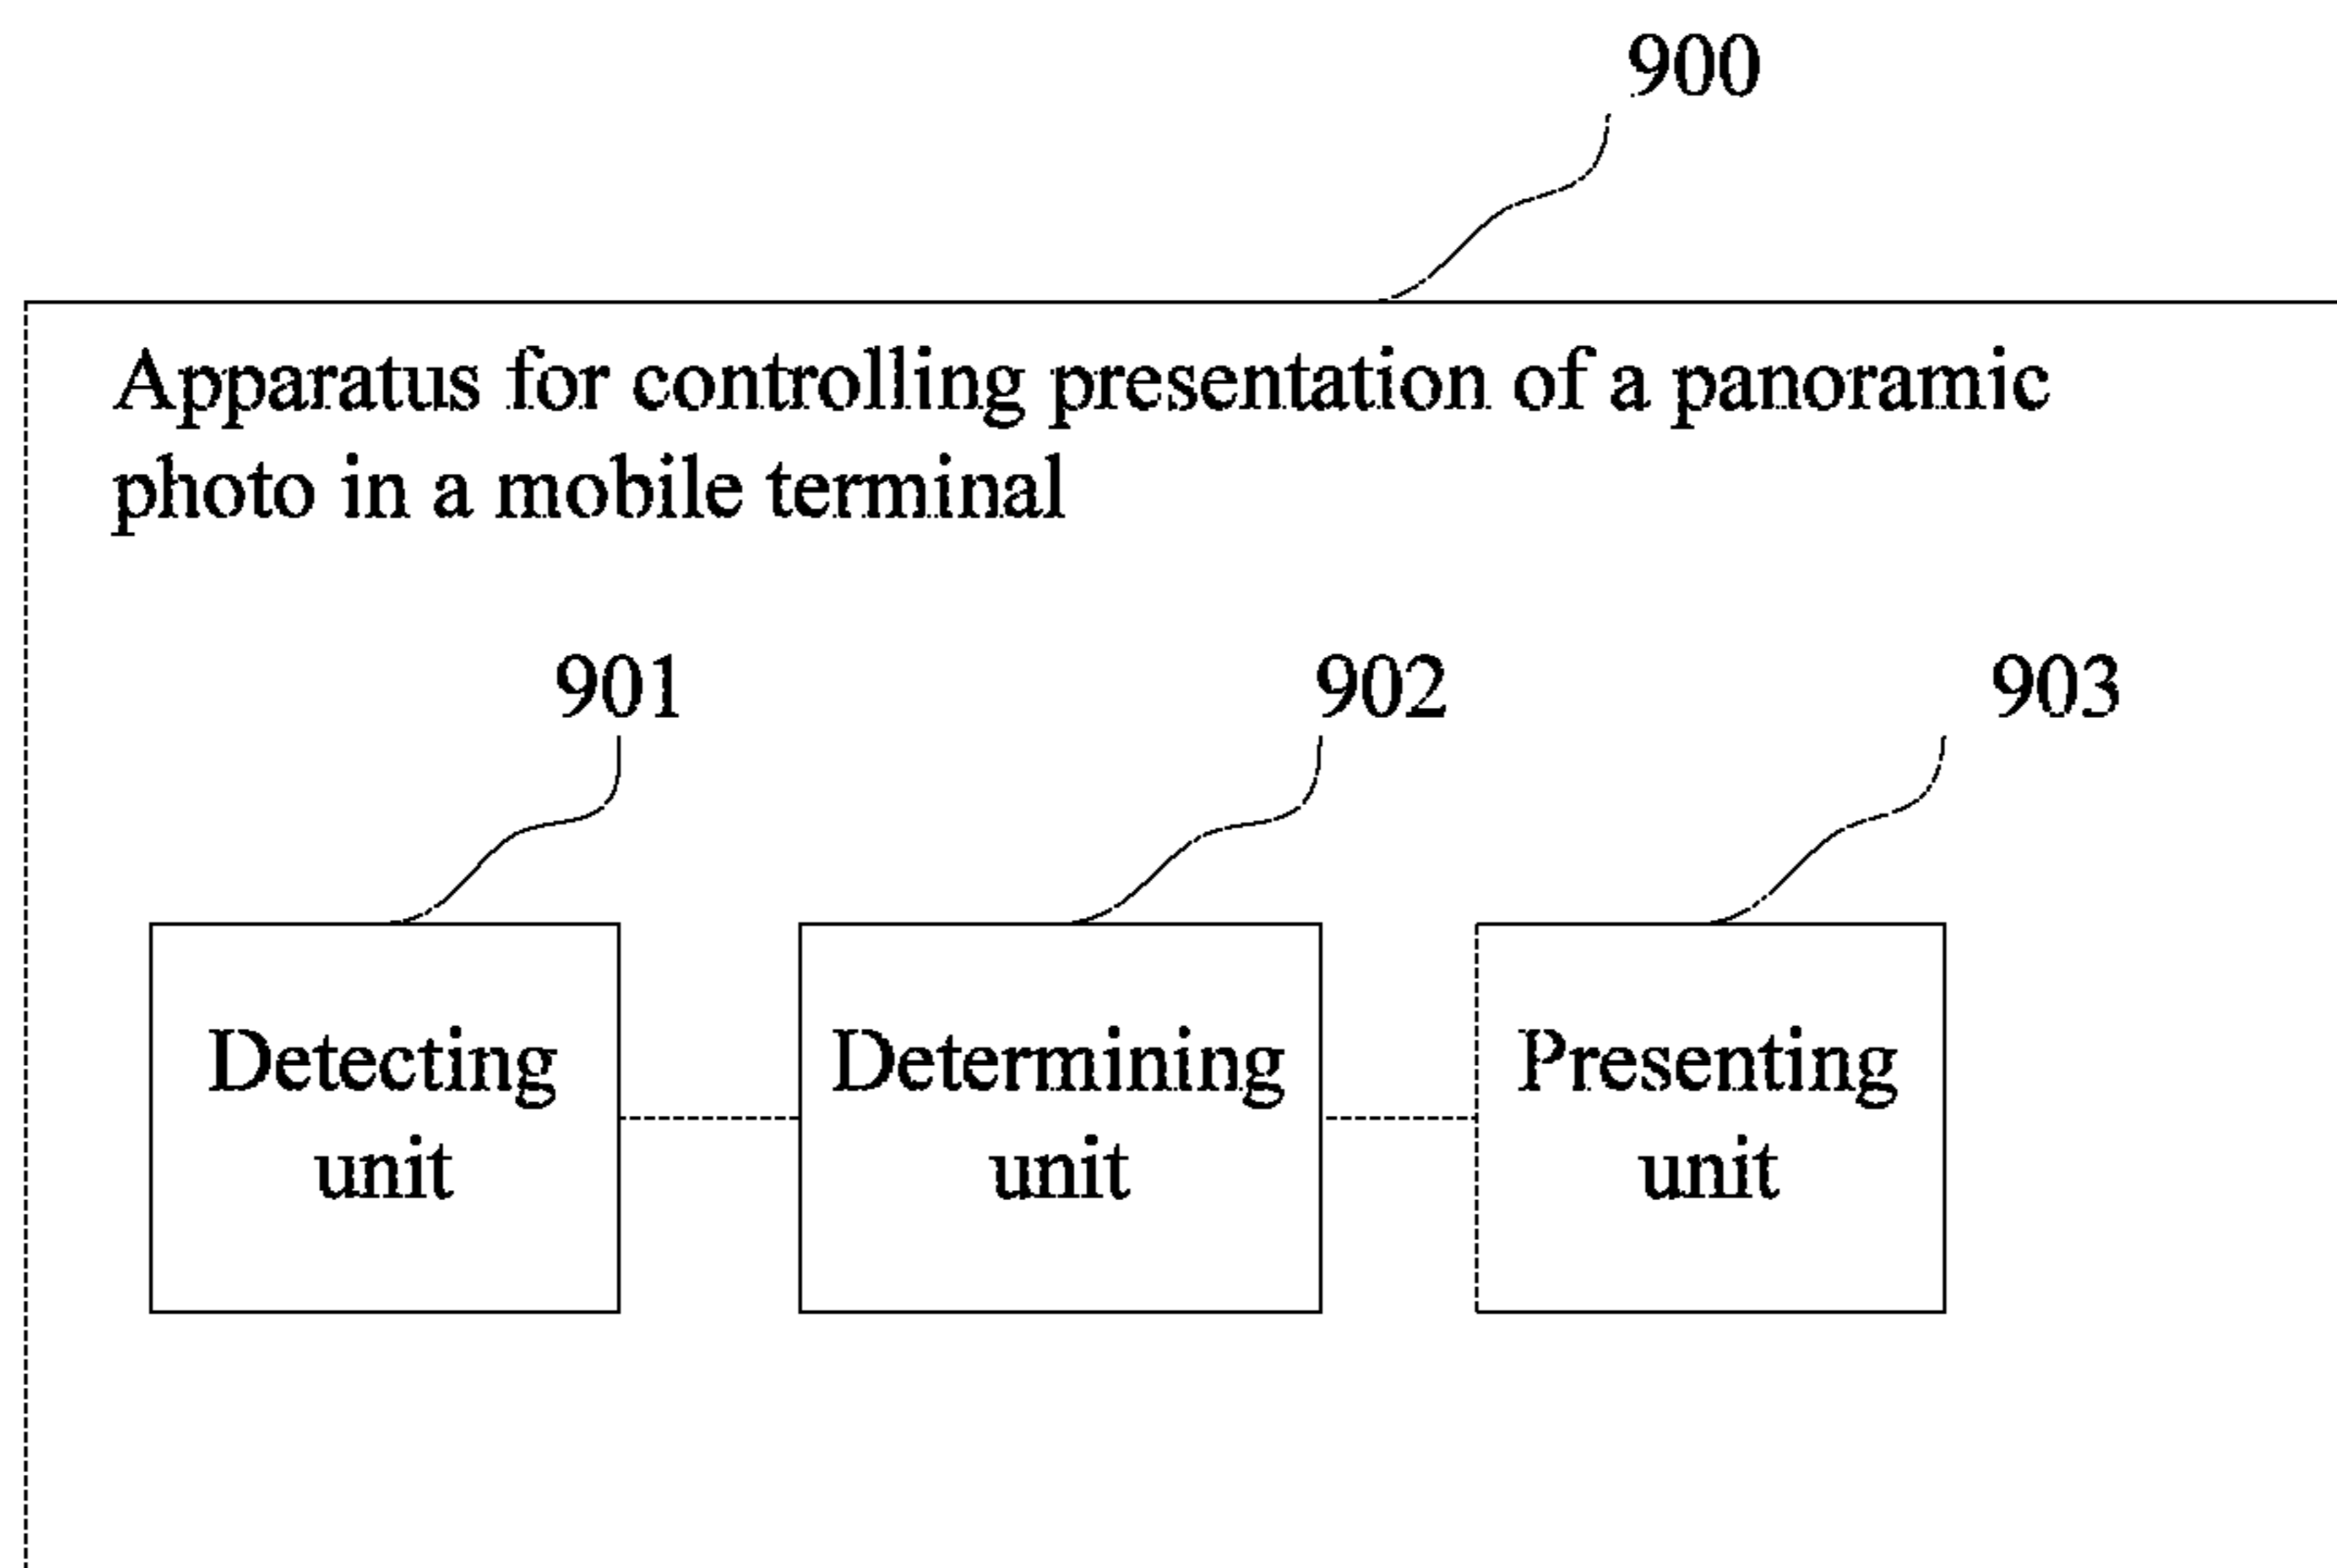 900
Apparatus for controlling presentation of a panoramic
photo in a mobile terminal
901
902
903
Detecting
unit
Determining
unit
Presenting
unit